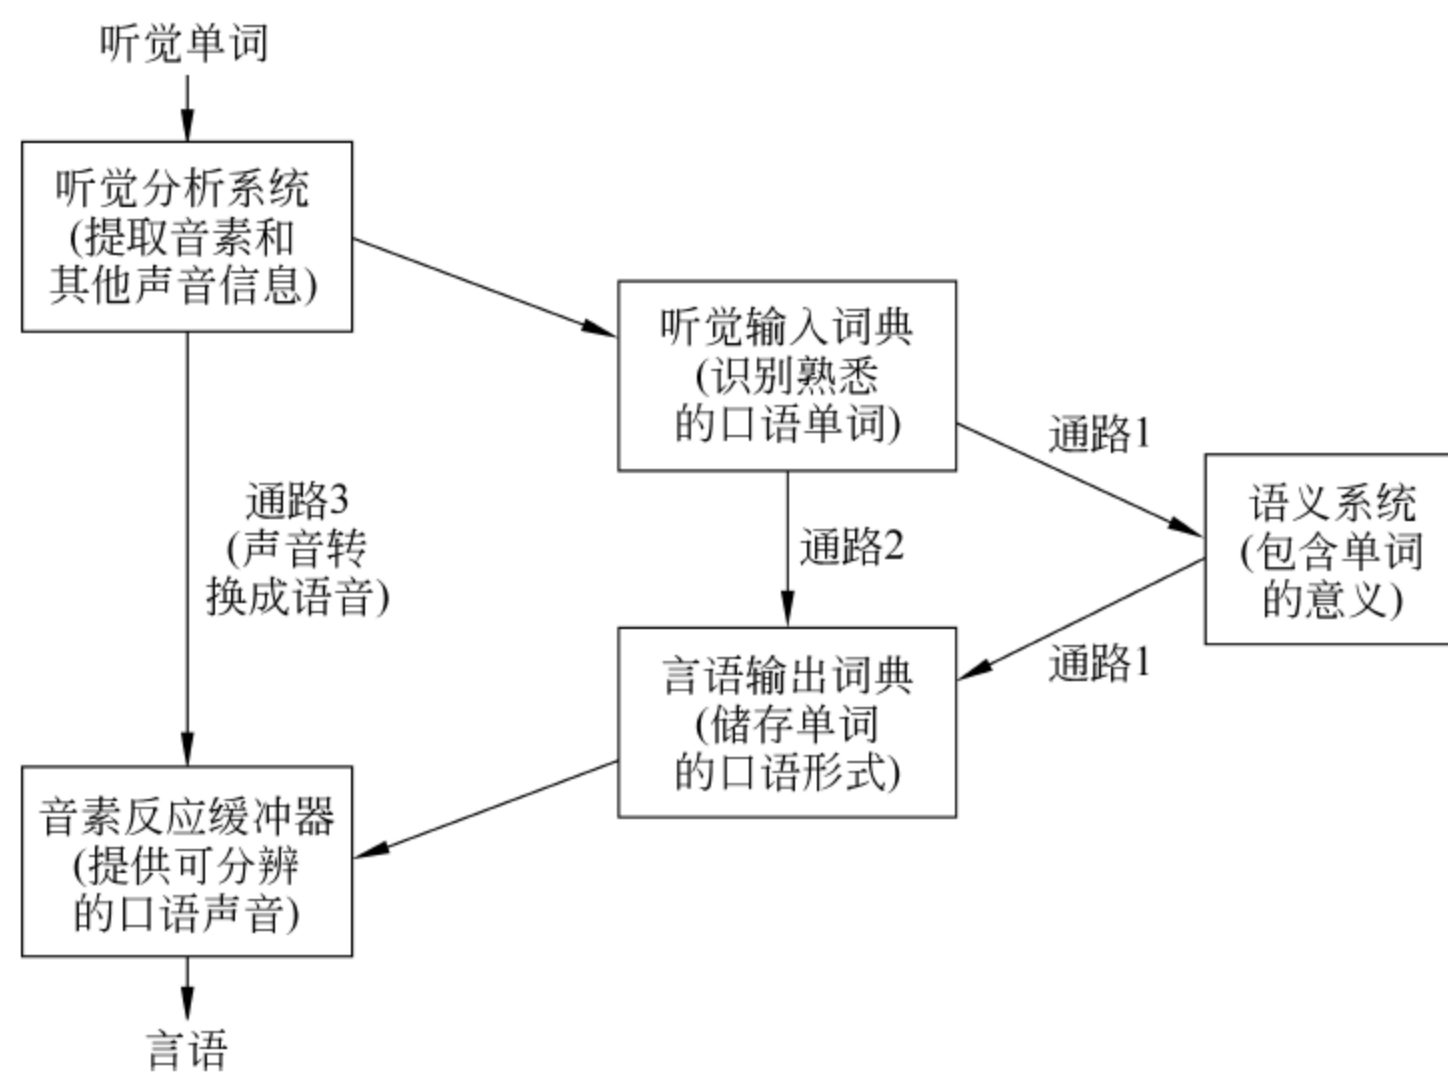 听觉单词
听觉分析系统
(提取音素和
其他声音信息)
听觉输入词典
(识别熟悉
的口语单词)
通路1
语义系统
(包含单词
的意义)
通路3
(声音转
换成语音)
通路2
言语输出词典
(储存单词
的口语形式)
通路1
音素反应缓冲器
(提供可分辨
的口语声音)
言语